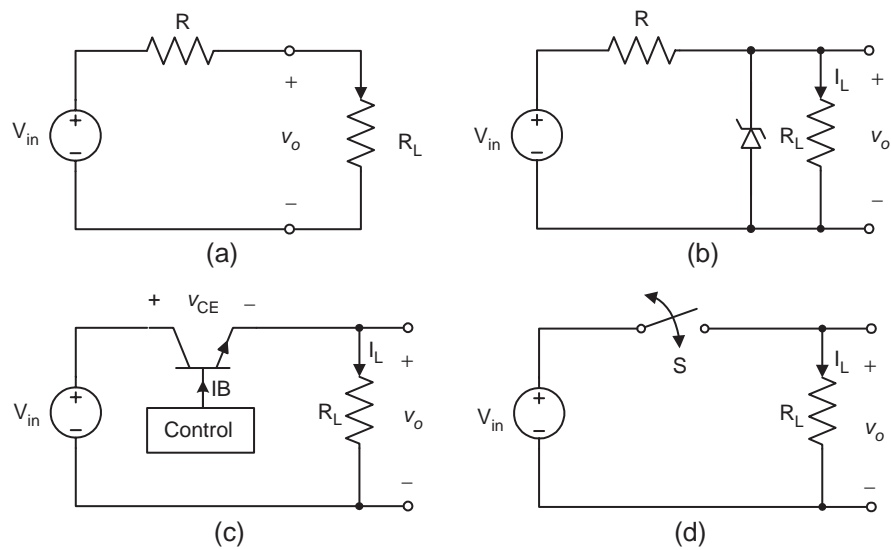 R
+
V_in
+
−
v_o
R_L
−
(a)
R
I_L
+
V_in
+
−
R_L
v_o
−
(b)
+ v_CE −
I_L
+
V_in
+
−
IB
Control
R_L
v_o
−
(c)
S
I_L
+
V_in
+
−
R_L
v_o
−
(d)